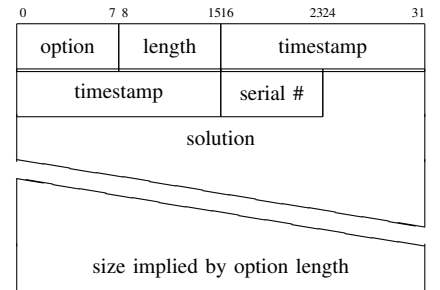 0 7 8 1516 2324 31
option length timestamp
timestamp serial #
solution
size implied by option length